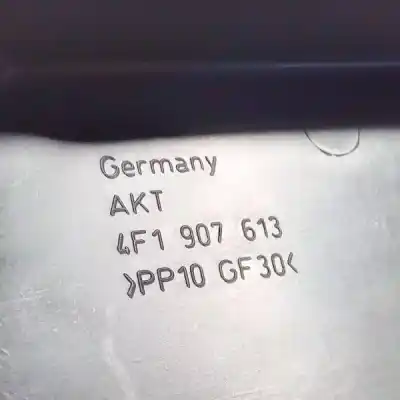 Germany
AKT
4F1 907 613
>PP10 GF30<